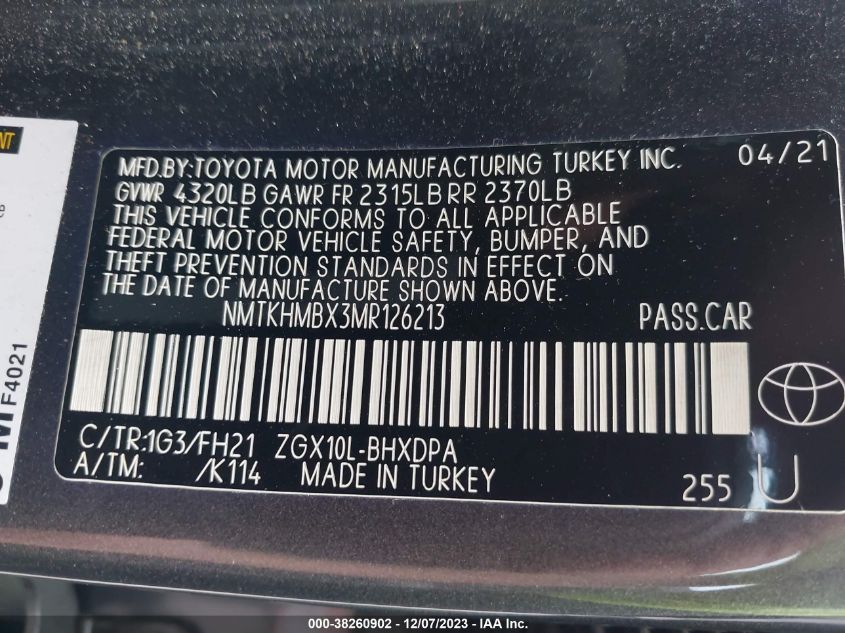 MFD.BY:TOYOTA MOTOR MANUFACTURING TURKEY INC. 04/21
GVWR 4320LB GAWR FR 2315LB RR 2370LB
THIS VEHICLE CONFORMS TO ALL APPLICABLE
FEDERAL MOTOR VEHICLE SAFETY, BUMPER, AND
THEFT PREVENTION STANDARDS IN EFFECT ON
THE DATE OF MANUFACTURE SHOWN ABOVE.
NMTKHMBX3MR126213 PASS.CAR
C/TR:1G3/FH21 ZGX10L-BHXDPA
A/TM: /K114 MADE IN TURKEY 255 U
F4021
000-38260902 - 12/07/2023 - IAA Inc.